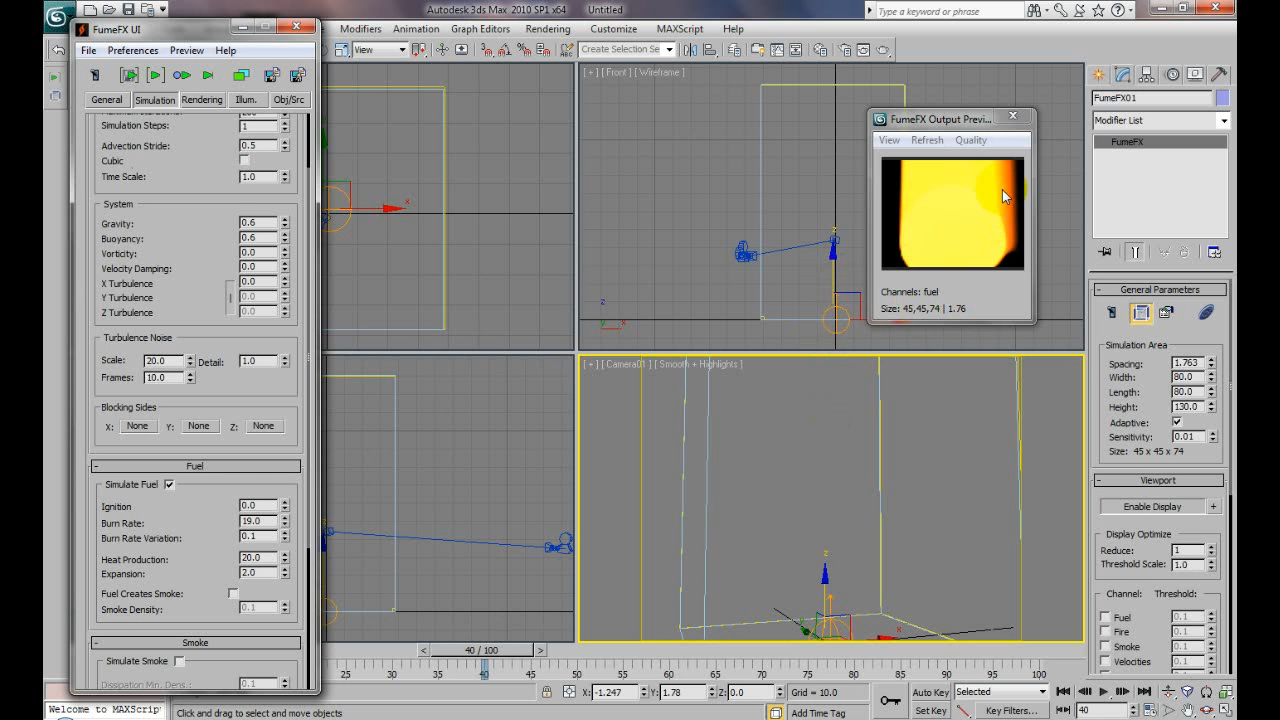 Autodesk 3ds Max 2010 SP1 x64 Untitled
Type a keyword or phrase
FumeFX UI
File Preferences Preview Help
General Simulation Rendering Illum. Obj/Src
Simulation Steps: 1
Advection Stride: 0.5
Cubic
Time Scale: 1.0
System
Gravity: 0.6
Buoyancy: 0.6
Vorticity: 0.0
Velocity Damping: 0.0
X Turbulence 0.0
Y Turbulence 0.0
Z Turbulence: 0.0
Turbulence Noise
Scale: 20.0 Detail: 1.0
Frames: 10.0
Blocking Sides
X: None Y: None Z: None
- Fuel
Simulate Fuel
Ignition 0.0
Burn Rate: 19.0
Burn Rate Variation: 0.1
Heat Production: 20.0
Expansion: 2.0
Fuel Creates Smoke:
Smoke Density: 0.1
- Smoke
Simulate Smoke
Dissipation Min. Dens.: 0.1
Welcome to MAXScript
Modifiers Animation Graph Editors Rendering Customize MAXScript Help
View
Create Selection Se
[ + ] [ Front ] [ Wireframe ]
x
z
z
y x
FumeFX Output Previ...
View Refresh Quality
Channels: fuel
Size: 45,45,74 | 1.76
[ + ] [ Camera01 ] [ Smooth + Highlights ]
z
x
< 40 / 100 >
25 30 35 40 45 50 55 60 65 70 75 80 85 90 95 100
X: -1.247 Y: 1.78 Z: 0.0 Grid = 10.0
Auto Key Selected
Click and drag to select and move objects
Add Time Tag
Set Key Key Filters... 40
FumeFX01
Modifier List
FumeFX
- General Parameters
Simulation Area
Spacing: 1.763
Width: 80.0
Length: 80.0
Height: 130.0
Adaptive:
Sensitivity: 0.01
Size: 45 x 45 x 74
- Viewport
Enable Display +
Display Optimize
Reduce: 1
Threshold Scale: 1.0
Channel: Threshold:
Fuel 0.1
Fire 0.1
Smoke 0.1
Velocities 0.1